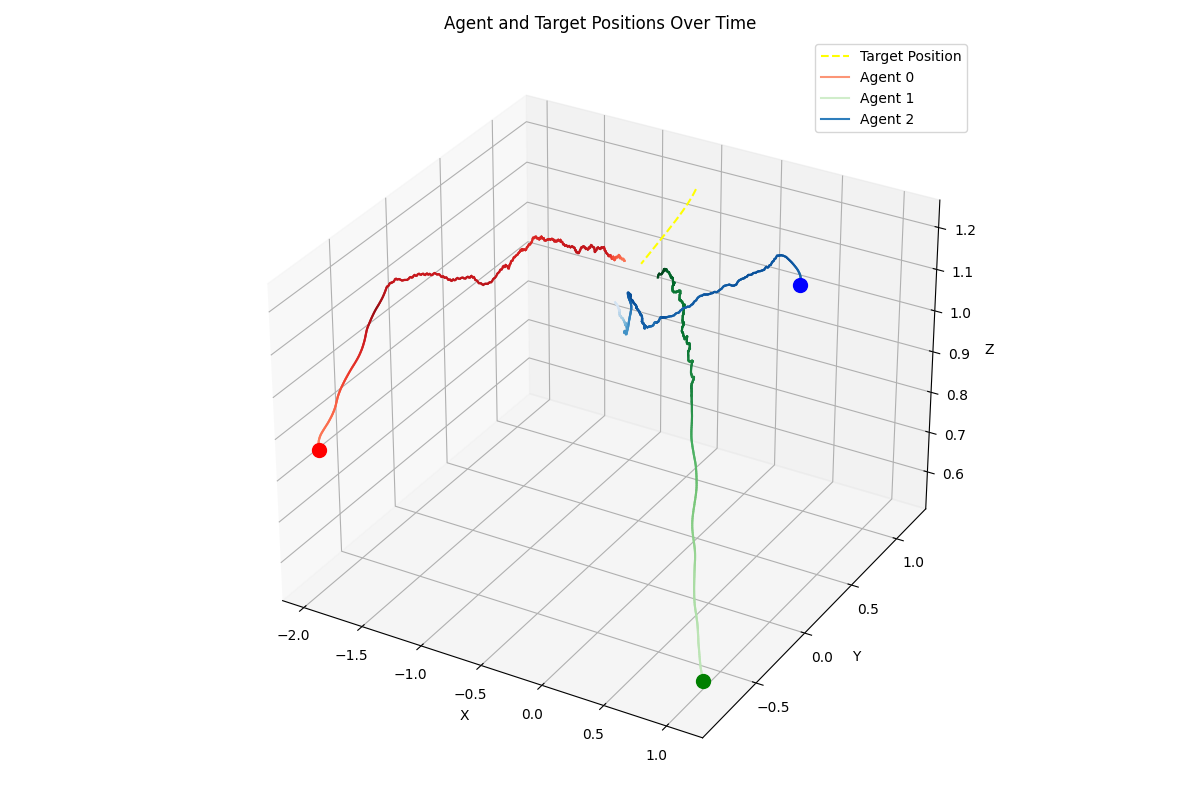 Agent and Target Positions Over Time
Target Position
Agent 0
Agent 1
Agent 2
1.2
1.1
1.0
0.9
0.8
0.7
0.6
Z
1.0
0.5
0.0
−0.5
Y
−2.0
−1.5
−1.0
−0.5
0.0
0.5
1.0
X